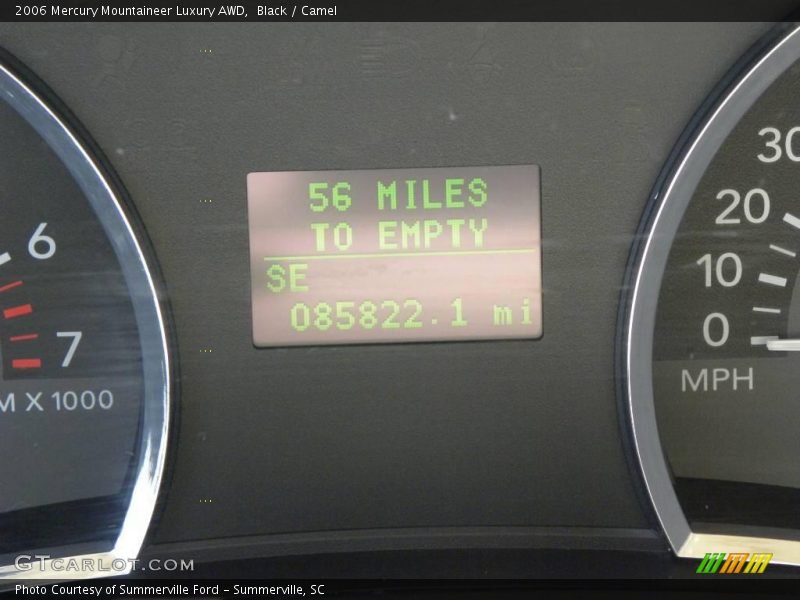 2006 Mercury Mountaineer Luxury AWD, Black / Camel
56 MILES
TO EMPTY
SE
085822.1 mi
6
7
M X 1000
30
20
10
0
MPH
GTcarlot.com
Photo Courtesy of Summerville Ford - Summerville, SC